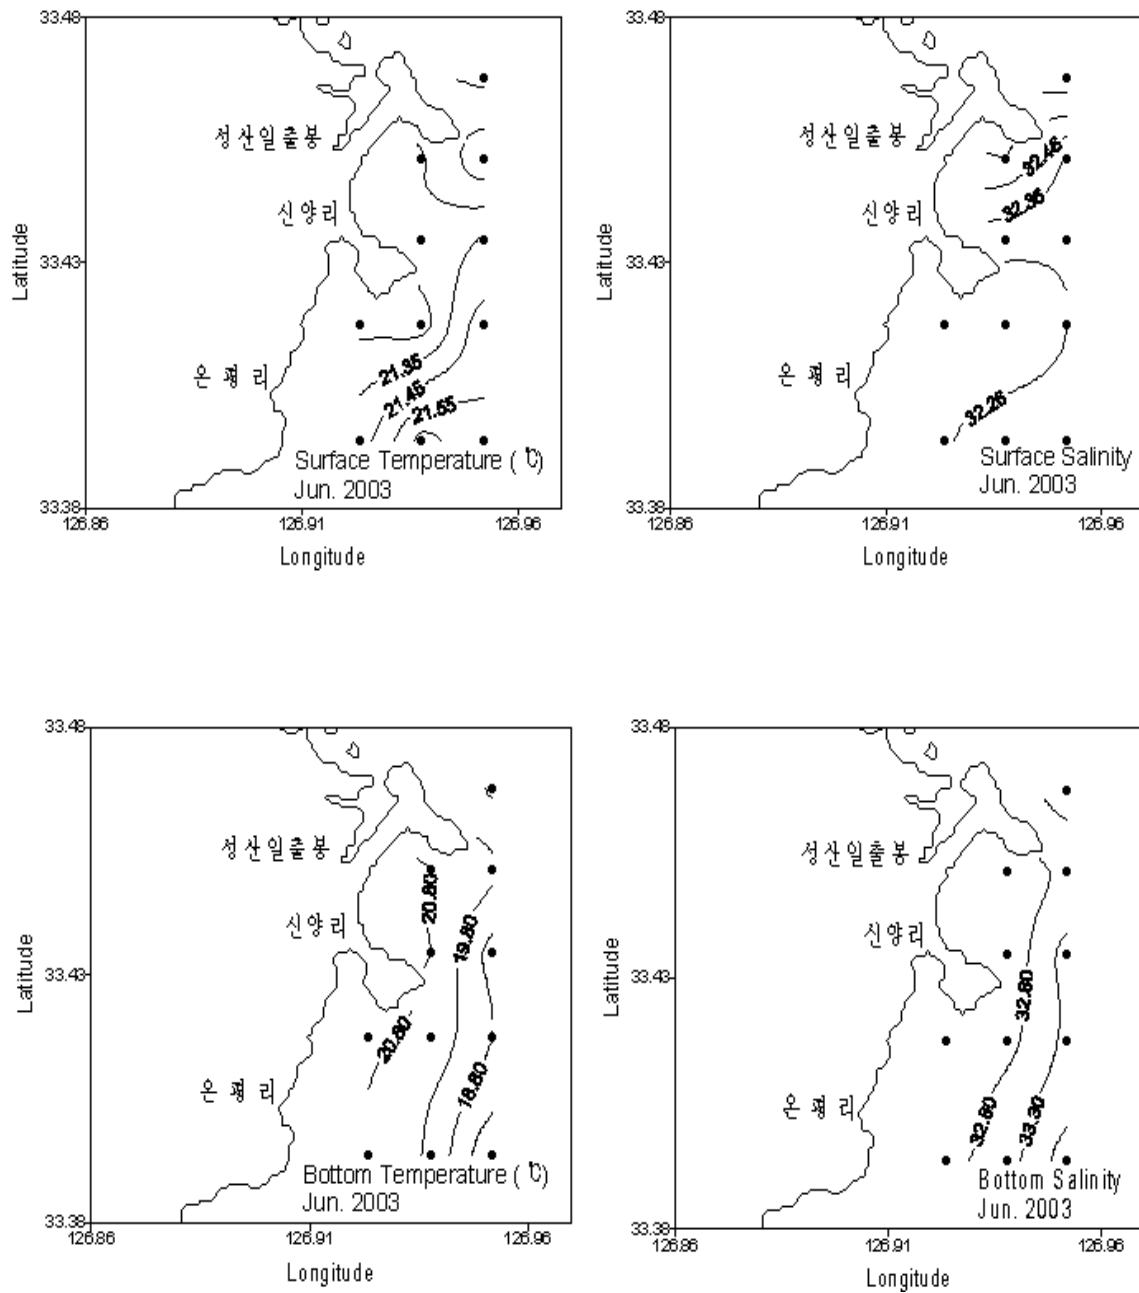 33.48
성산일출봉
신양리
33.43
Latitude
온평리
21.35
21.45
21.55
Surface Temperature (℃)
Jun. 2003
33.38
126.86
126.91
126.96
Longitude
33.48
성산일출봉
32.46
32.36
신양리
33.43
Latitude
온평리
32.26
Surface Salinity
Jun. 2003
33.38
126.86
126.91
126.96
Longitude
33.48
성산일출봉
20.80
19.80
신양리
33.43
Latitude
20.80
18.80
온평리
Bottom Temperature (℃)
Jun. 2003
33.38
126.86
126.91
126.96
Longitude
33.48
성산일출봉
신양리
33.43
Latitude
32.80
온평리
32.80
33.30
Bottom Salinity
Jun. 2003
33.38
126.86
126.91
126.96
Longitude